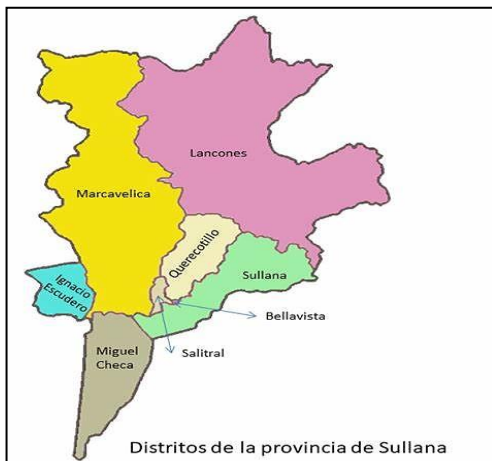 Lancones
Marcavelica
Querecotillo
Sullana
Ignacio
Escudero
Bellavista
Miguel
Checa
Salitral
Distritos de la provincia de Sullana